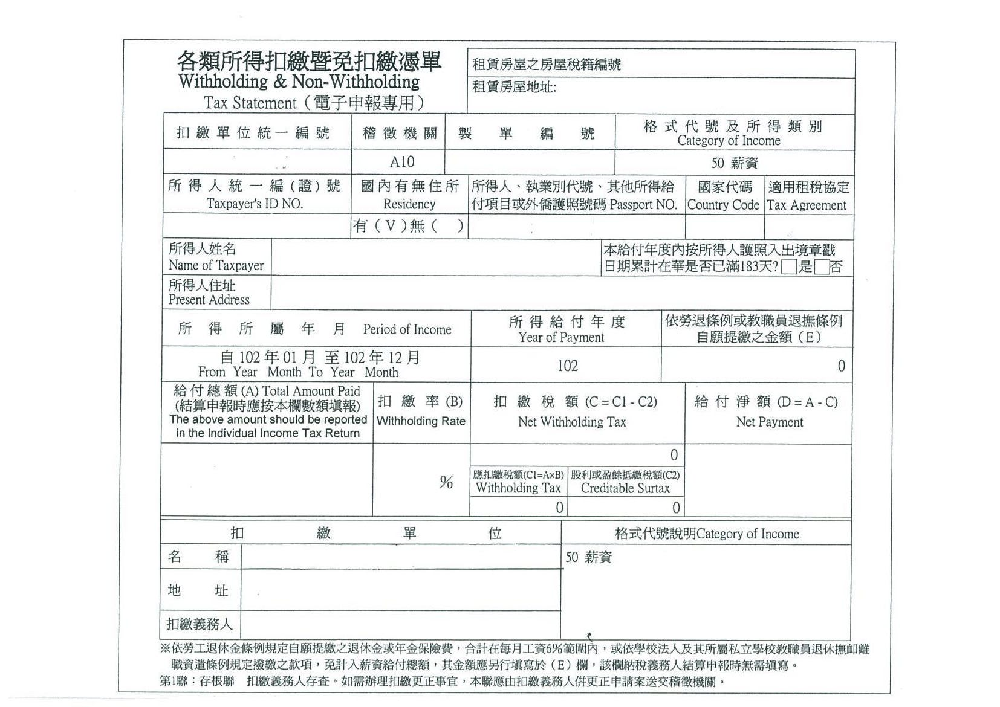 各類所得扣繳暨免扣繳憑單
Withholding & Non-Withholding
Tax Statement（電子申報專用）
租賃房屋之房屋稅籍編號
租賃房屋地址:
扣繳單位統一編號 稽徵機關 製單編號 格式代號及所得類別
Category of Income
A10 50 薪資
所得人統一編(證)號 國內有無住所 所得人、執業別代號、其他所得給 國家代碼 適用租稅協定
Taxpayer's ID NO. Residency 付項目或外僑護照號碼 Passport NO. Country Code Tax Agreement
有（V）無（ ）
所得人姓名 本給付年度內按所得人護照入出境章戳
Name of Taxpayer 日期累計在華是否已滿183天?□是□否
所得人住址
Present Address
所得所屬年月 Period of Income 所得給付年度 依勞退條例或教職員退撫條例
Year of Payment 自願提繳之金額（E）
自 102 年 01 月 至 102 年 12 月 102 0
From Year Month To Year Month
給付總額 (A) Total Amount Paid 扣繳率 (B) 扣繳稅額 (C = C1 - C2) 給付淨額 (D = A - C)
(結算申報時應按本欄數額填報)
The above amount should be reported Withholding Rate Net Withholding Tax Net Payment
in the Individual Income Tax Return
0
% 應扣繳稅額(C1=A×B) 股利或盈餘抵繳稅額(C2)
Withholding Tax Creditable Surtax
0 0
扣繳單位 格式代號說明Category of Income
名稱 50 薪資
地址
扣繳義務人
※依勞工退休金條例規定自願提繳之退休金或年金保險費，合計在每月工資6%範圍內，或依學校法人及其所屬私立學校教職員退休撫卹離
職資遣條例規定撥繳之款項，免計入薪資給付總額，其金額應另行填寫於（E）欄，該欄納稅義務人結算申報時無需填寫。
第1聯：存根聯 扣繳義務人存查。如需辦理扣繳更正事宜，本聯應由扣繳義務人併更正申請案送交稽徵機關。